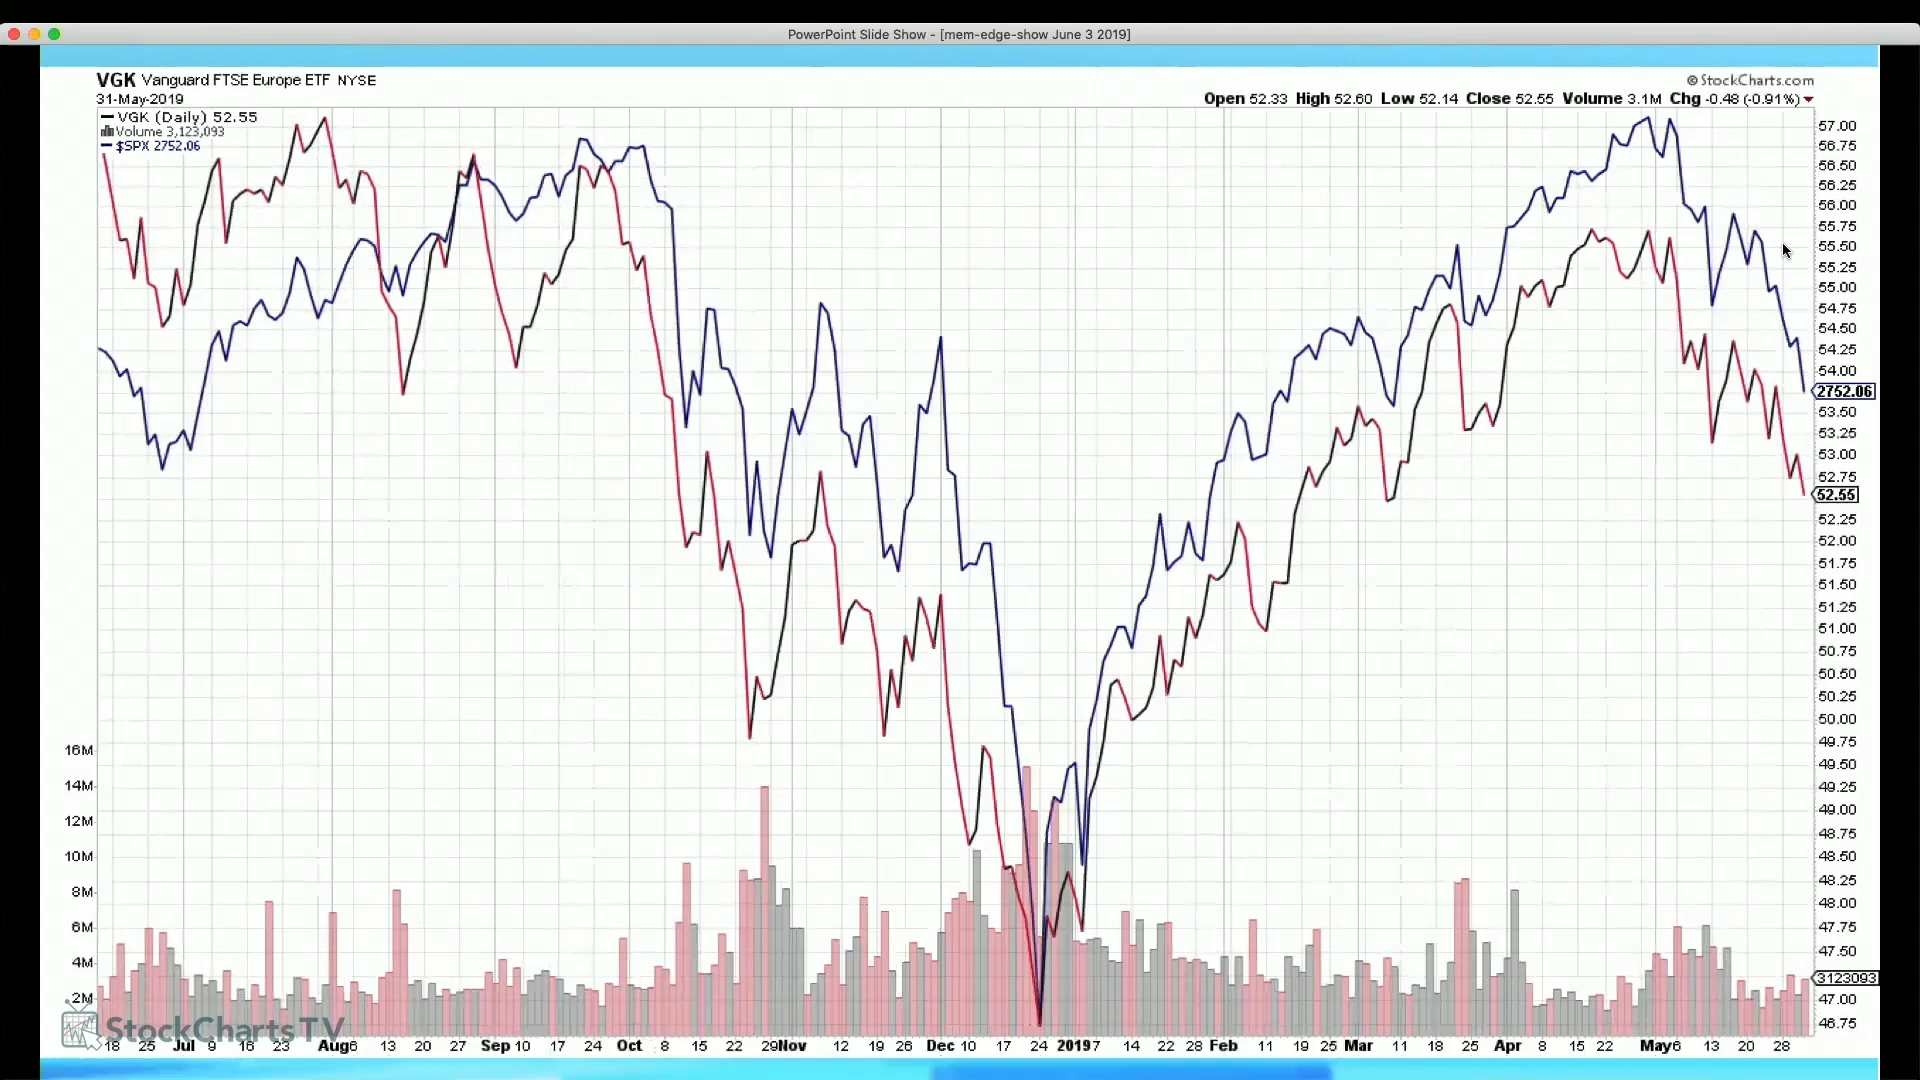 PowerPoint Slide Show - [mem-edge-show June 3 2019]
VGK Vanguard FTSE Europe ETF NYSE
© StockCharts.com
31-May-2019
Open 52.33 High 52.60 Low 52.14 Close 52.55 Volume 3.1M Chg -0.48 (-0.91%)
VGK (Daily) 52.55
Volume 3,123,093
$SPX 2752.06
57.00
56.75
56.50
56.25
56.00
55.75
55.50
55.25
55.00
54.75
54.50
54.25
54.00
2752.06
53.50
53.25
53.00
52.75
52.55
52.25
52.00
51.75
51.50
51.25
51.00
50.75
50.50
50.25
50.00
49.75
49.50
49.25
49.00
48.75
48.50
48.25
48.00
47.75
47.50
3123093
47.00
46.75
16M
14M
12M
10M
8M
6M
4M
2M
StockChartsTV
18 25 Jul 9 16 23 Aug 6 13 20 27 Sep 10 17 24 Oct 8 15 22 29 Nov 12 19 26 Dec 10 17 24 2019 7 14 22 28 Feb 11 19 25 Mar 11 18 25 Apr 8 15 22 May 6 13 20 28